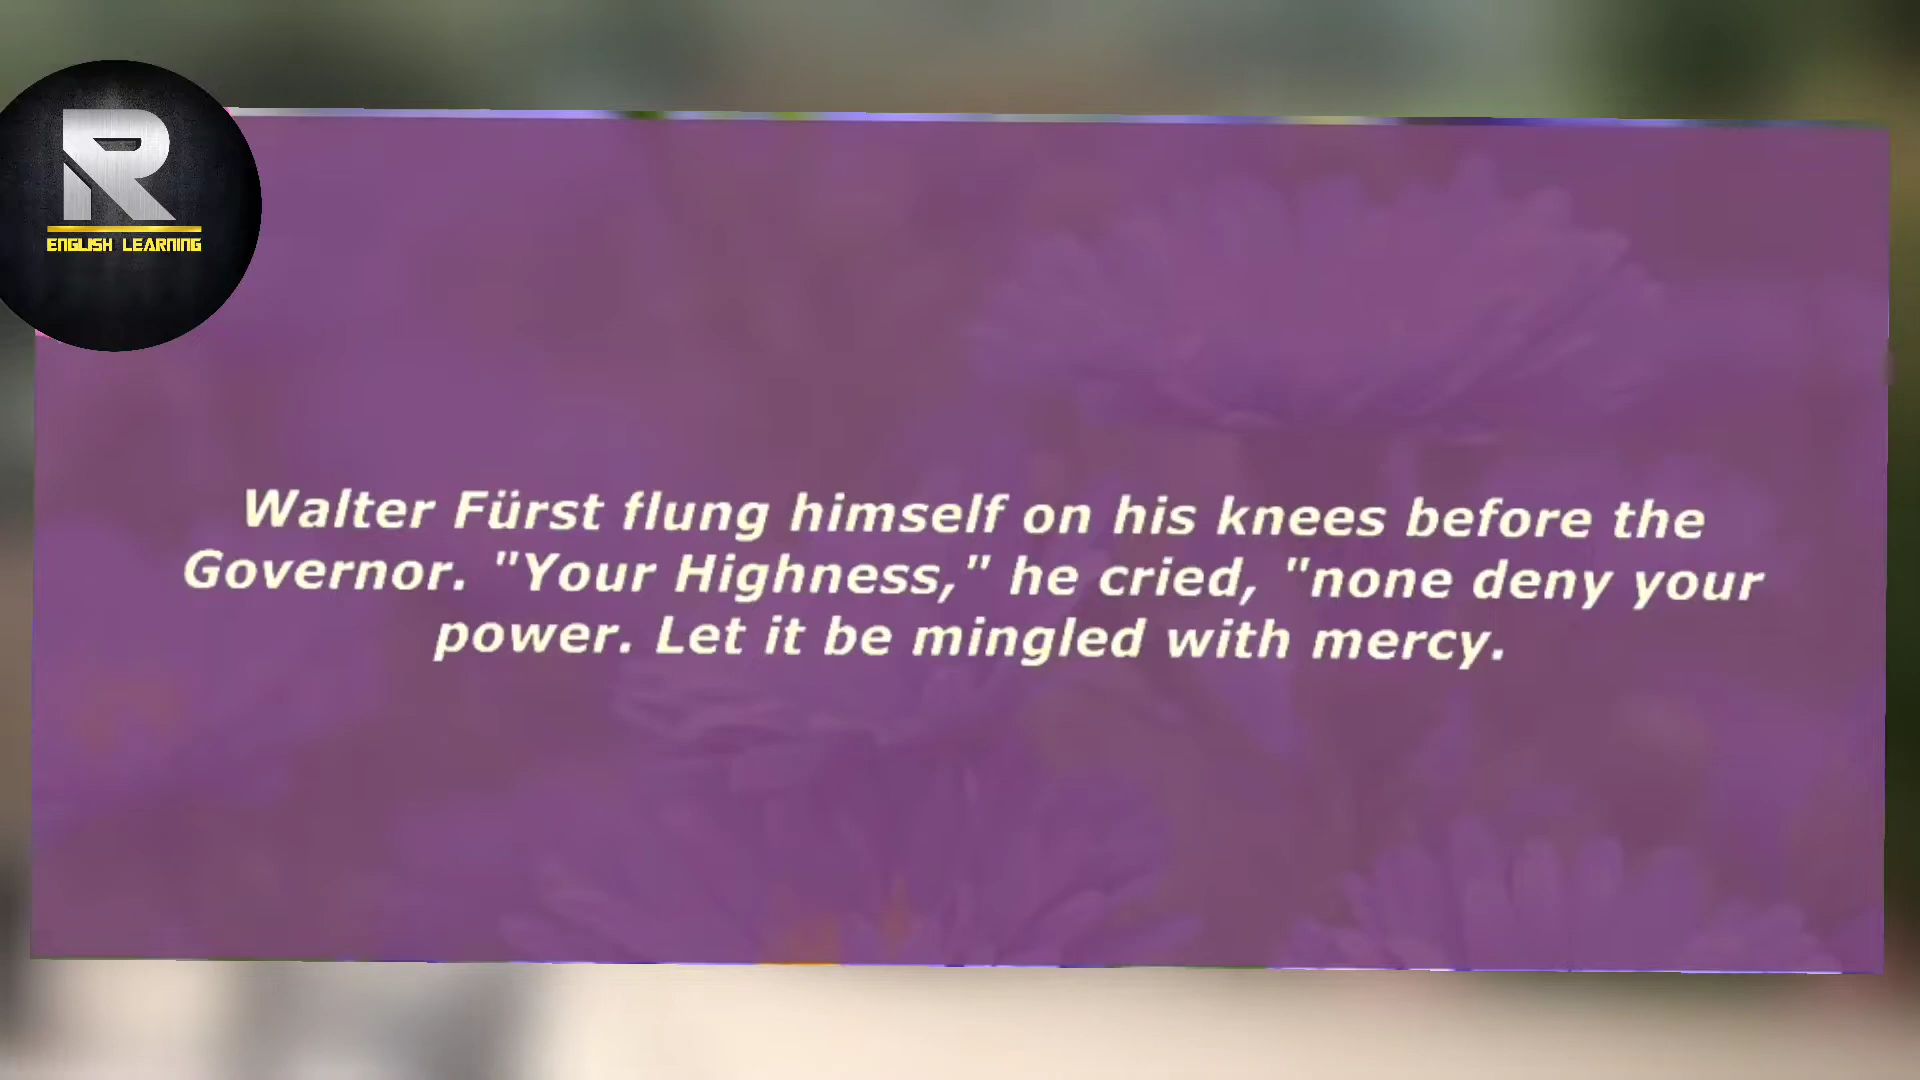 R
ENGLISH LEARNING
Walter Fürst flung himself on his knees before the
Governor. "Your Highness," he cried, "none deny your
power. Let it be mingled with mercy.